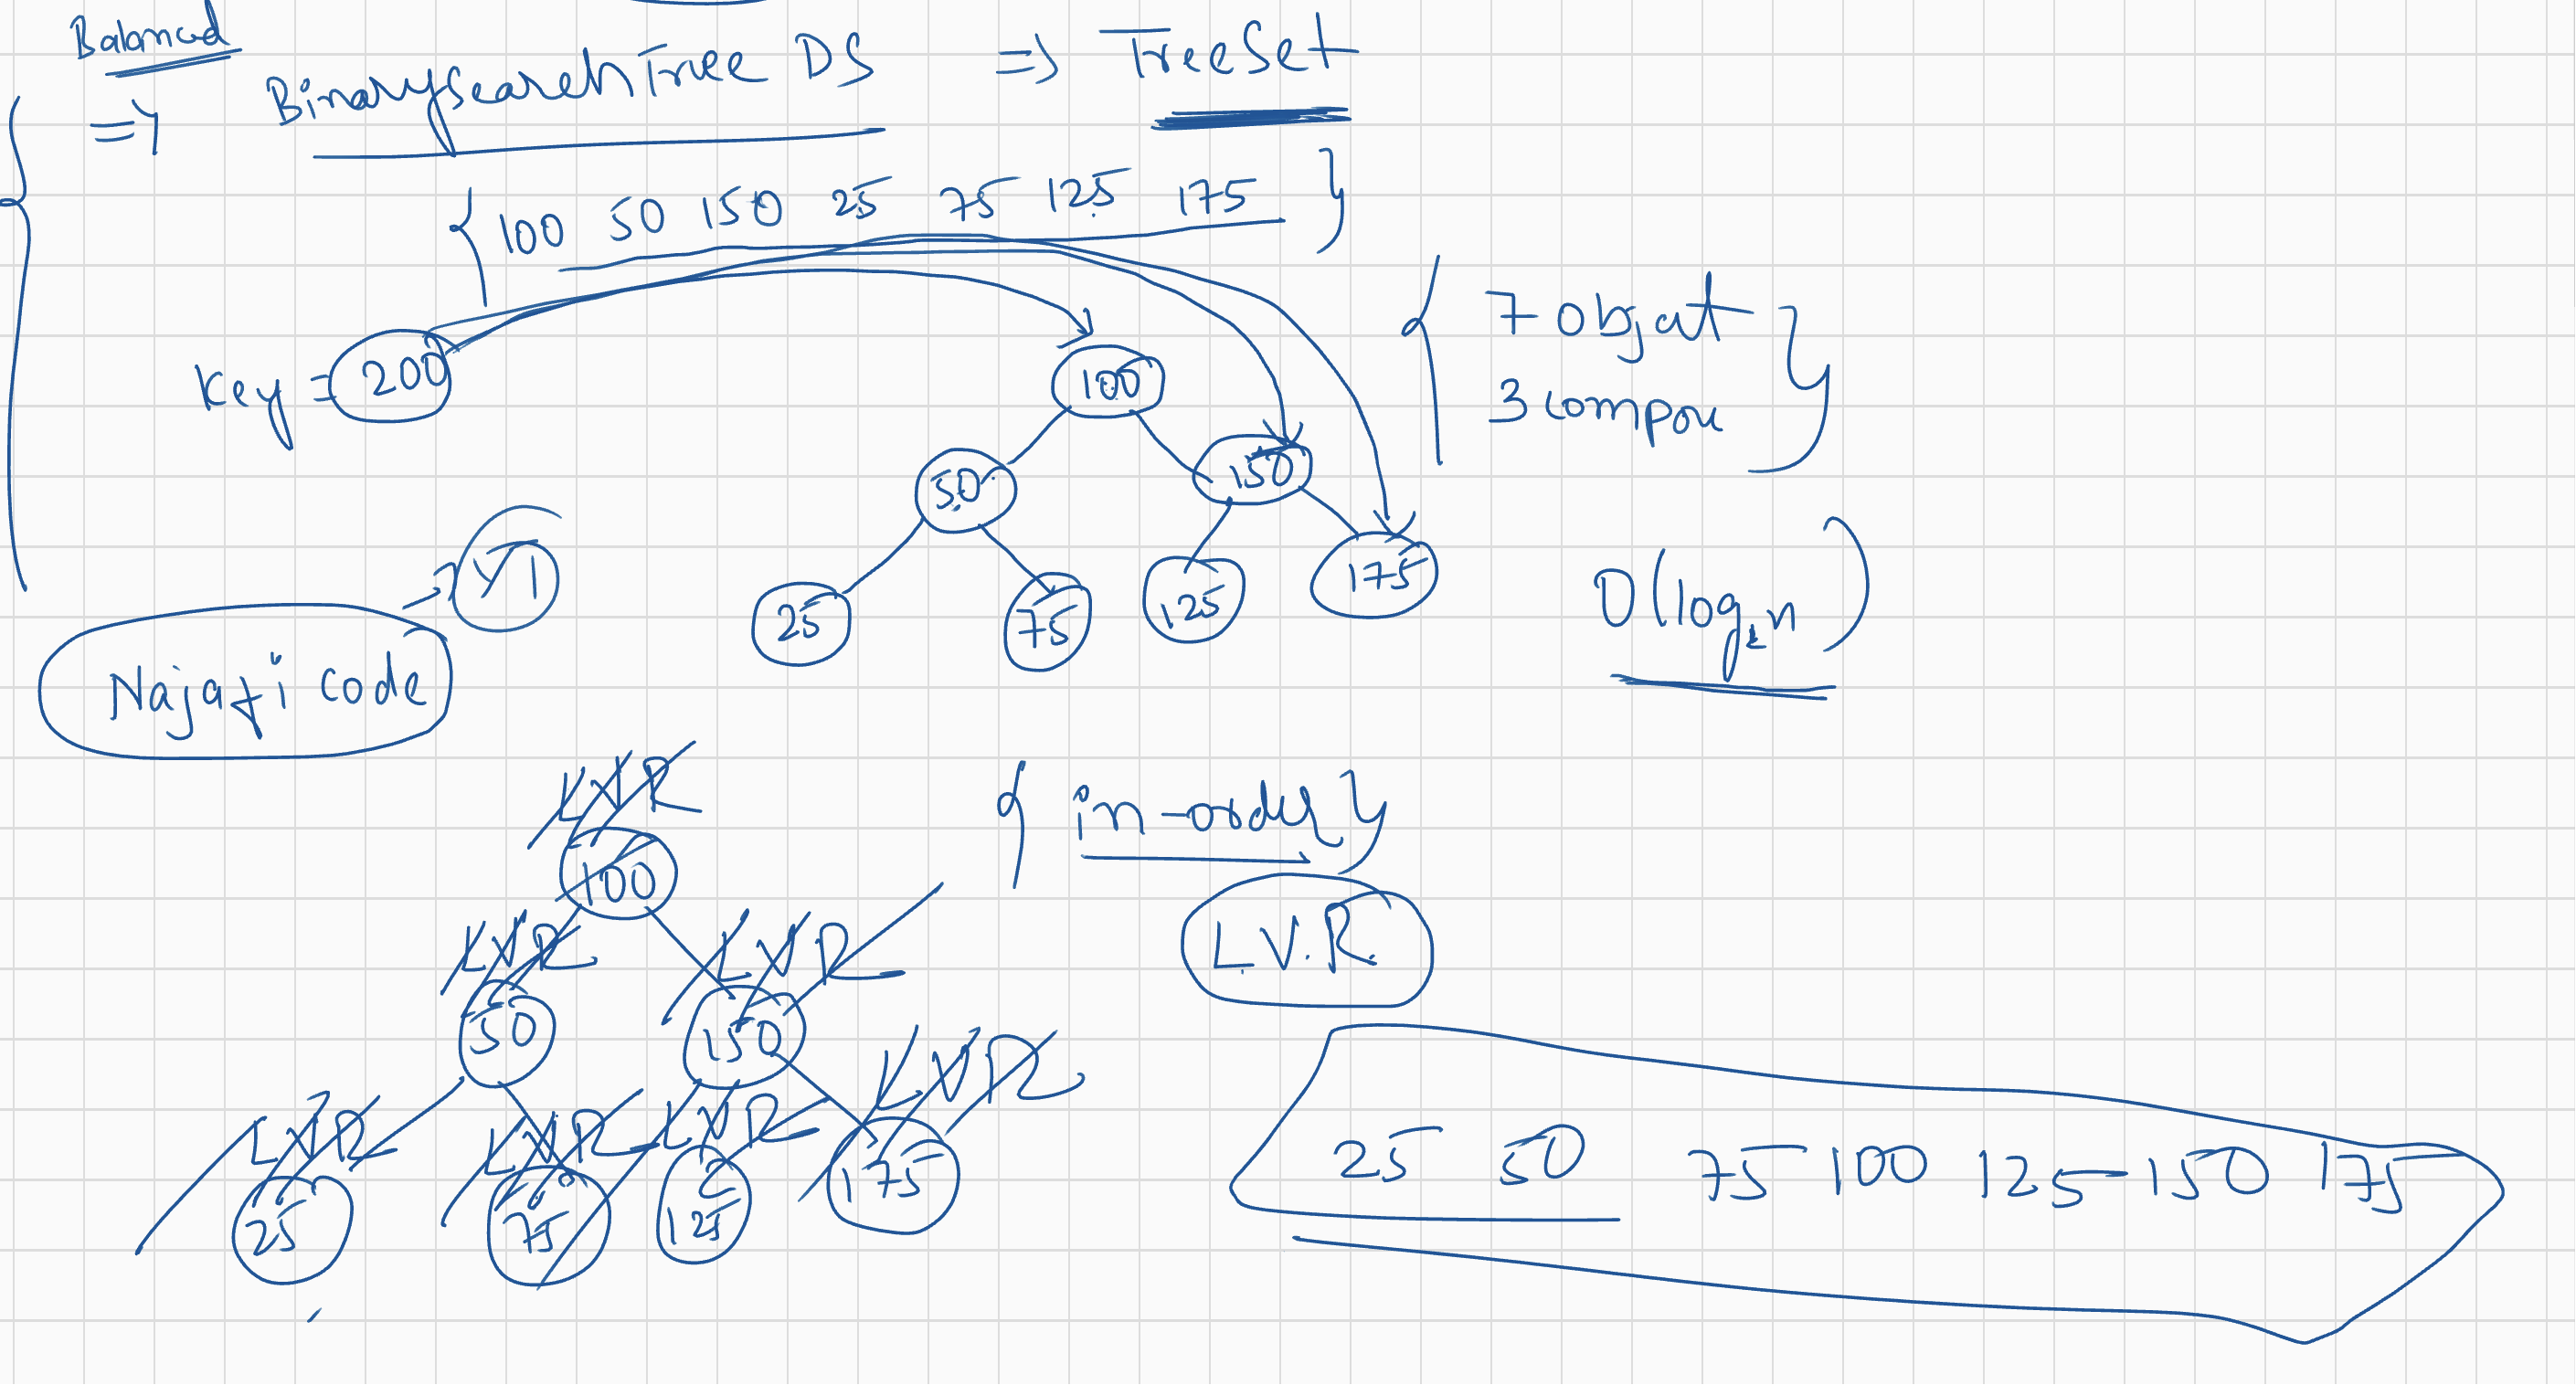 Balanced
=> BinarySearchTree DS => TreeSet
{ 100 50 150 25 75 125 175 }
Key = 200
100
50 150
25 75 125 175
{ 7 object
3 compou }
O(log2n)
YT
Najafi code
{ in-order }
L.V.R.
LVR
100
LVR LVR
50 150
LVR LVR LVR LVR
25 75 125 175
25 50 75 100 125 150 175